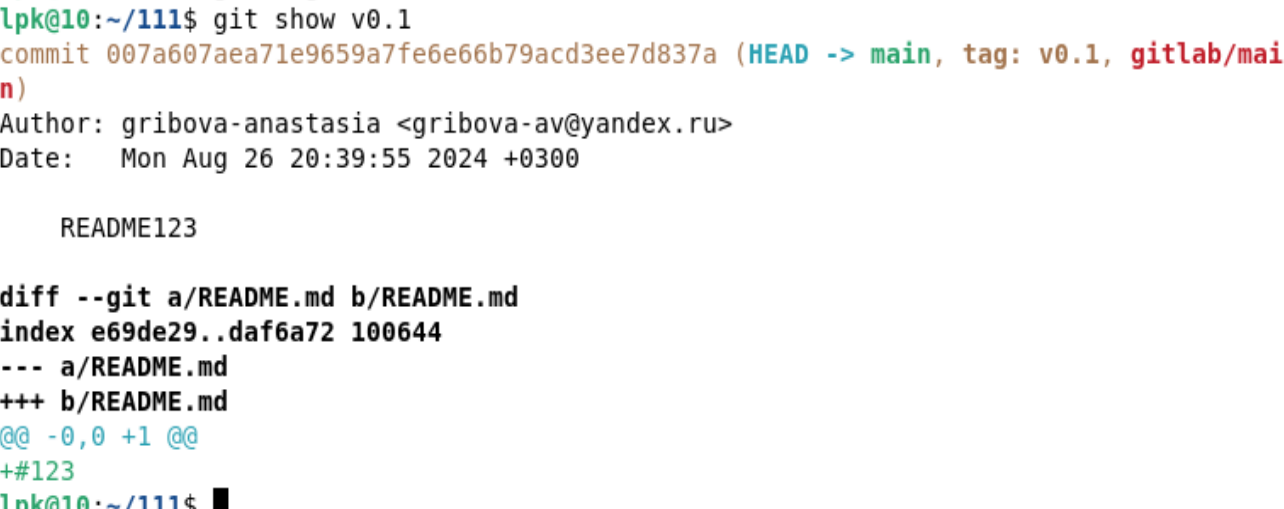 lpk@10:~/111$ git show v0.1
commit 007a607aea71e9659a7fe6e66b79acd3ee7d837a (HEAD -> main, tag: v0.1, gitlab/mai
n)
Author: gribova-anastasia <gribova-av@yandex.ru>
Date:   Mon Aug 26 20:39:55 2024 +0300

    README123

diff --git a/README.md b/README.md
index e69de29..daf6a72 100644
--- a/README.md
+++ b/README.md
@@ -0,0 +1 @@
+#123
lpk@10:~/111$